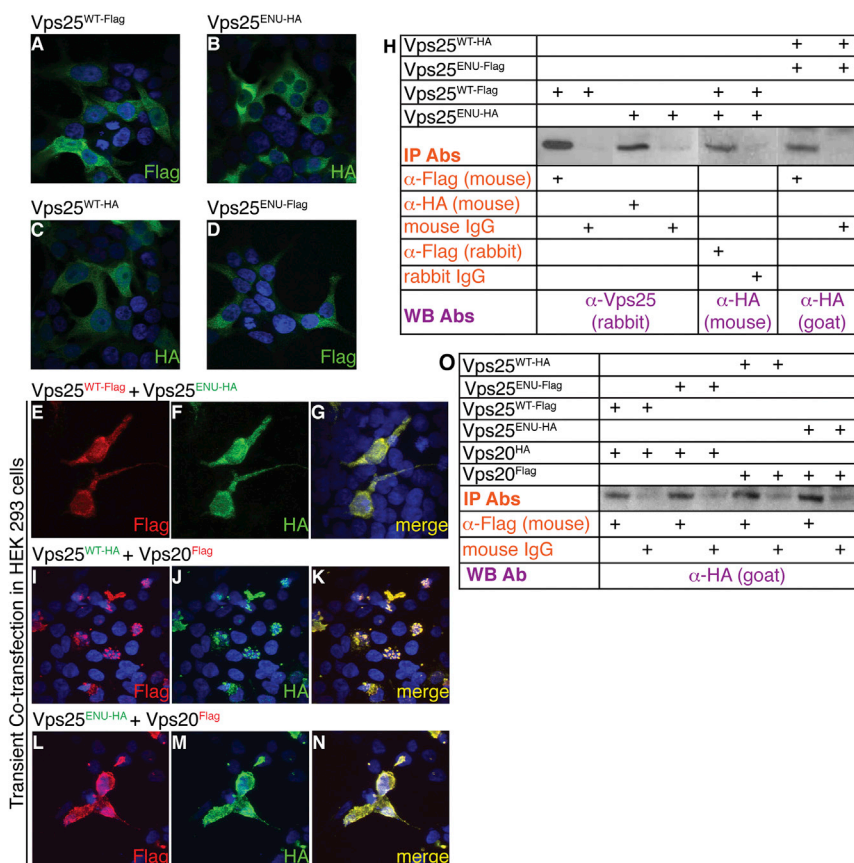 Vps25WT-Flag
Vps25ENU-HA
A
B
Flag
HA
Vps25WT-HA
Vps25ENU-Flag
C
D
HA
Flag
Vps25WT-Flag + Vps25ENU-HA
E
F
G
Flag
HA
merge
Vps25WT-HA + Vps20Flag
I
J
K
Flag
HA
merge
Vps25ENU-HA + Vps20Flag
L
M
N
Flag
HA
merge
Transient Co-transfection in HEK 293 cells
H
Vps25WT-HA + +
Vps25ENU-Flag + +
Vps25WT-Flag + + + +
Vps25ENU-HA + + + +
IP Abs
α-Flag (mouse) + +
α-HA (mouse) +
mouse IgG + + +
α-Flag (rabbit) +
rabbit IgG +
WB Abs α-Vps25 (rabbit) α-HA (mouse) α-HA (goat)
O
Vps25WT-HA + +
Vps25ENU-Flag + +
Vps25WT-Flag + +
Vps25ENU-HA + +
Vps20HA + + + +
Vps20Flag + + + +
IP Abs
α-Flag (mouse) + + + +
mouse IgG + + + +
WB Ab α-HA (goat)